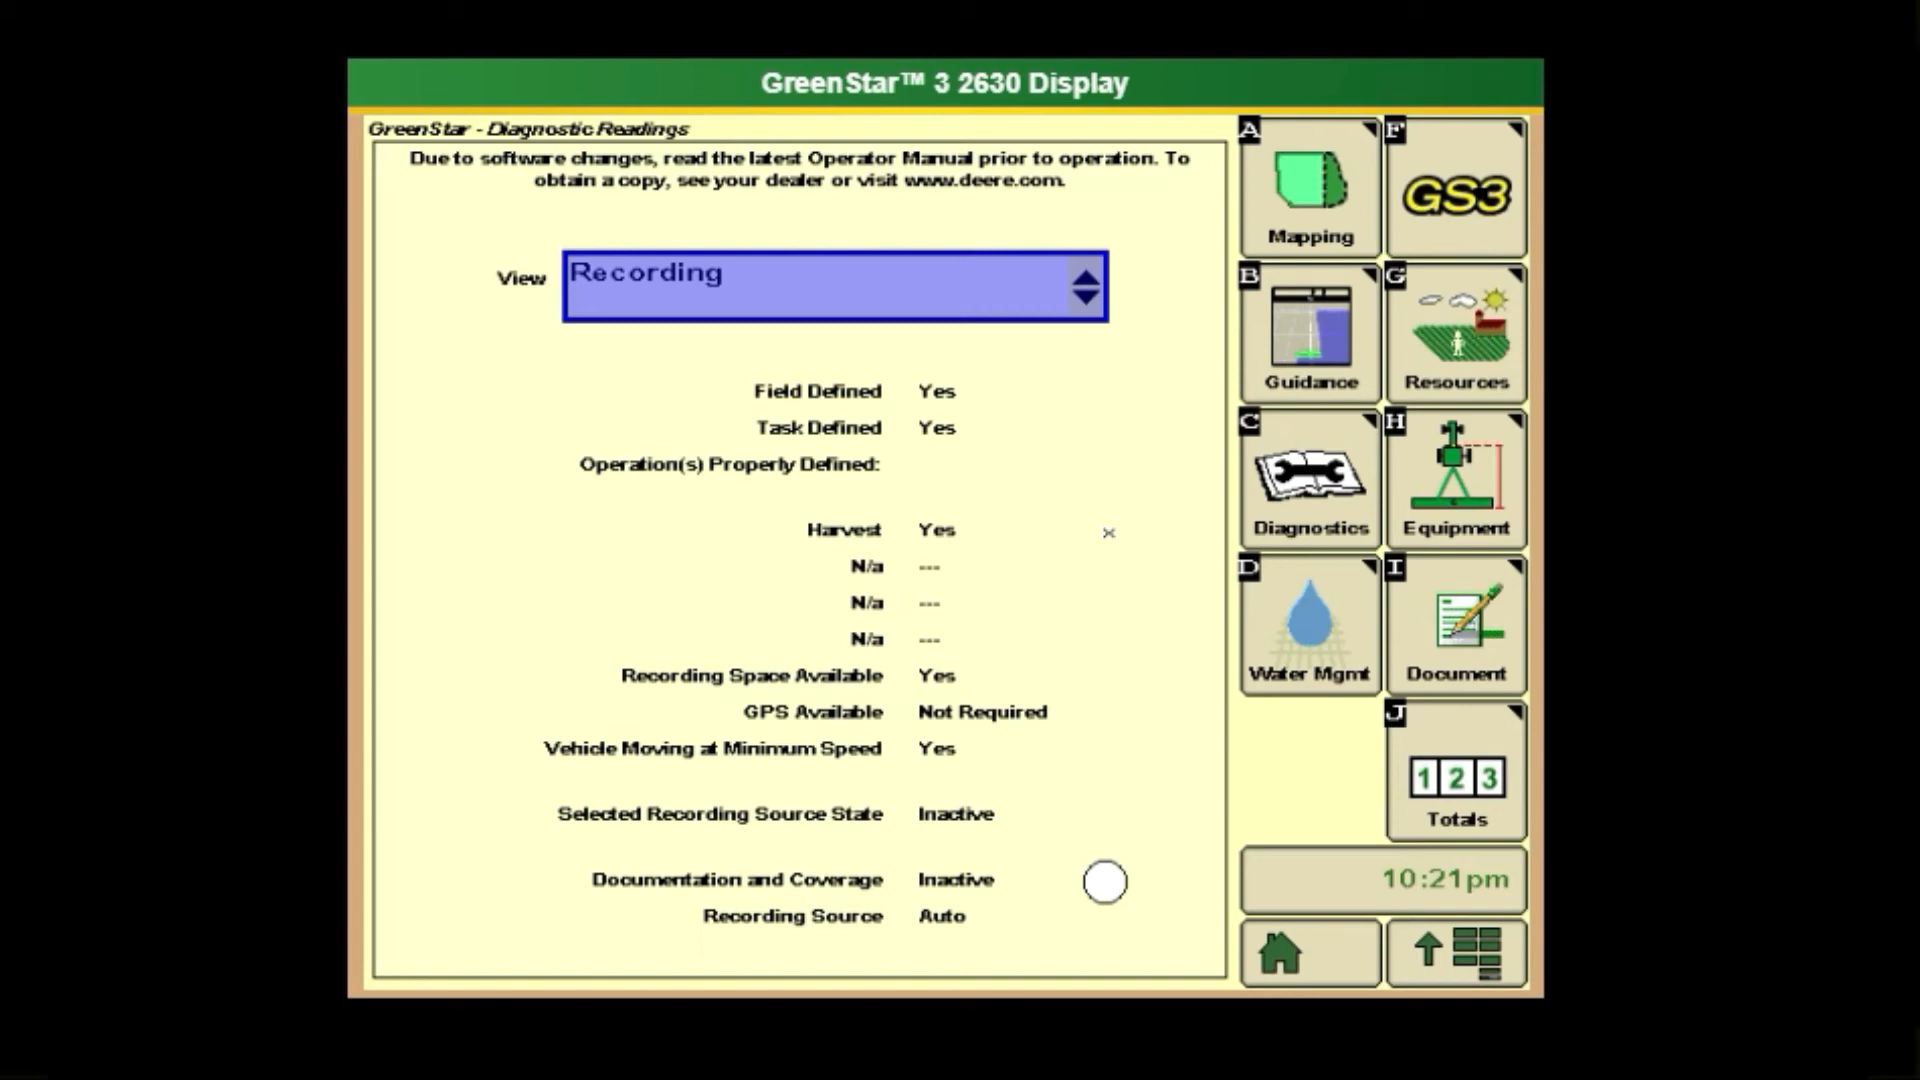 GreenStar™ 3 2630 Display
GreenStar - Diagnostic Readings
Due to software changes, read the latest Operator Manual prior to operation. To
obtain a copy, see your dealer or visit www.deere.com.
View Recording
Field Defined Yes
Task Defined Yes
Operation(s) Properly Defined:
Harvest Yes
N/a ---
N/a ---
N/a ---
Recording Space Available Yes
GPS Available Not Required
Vehicle Moving at Minimum Speed Yes
Selected Recording Source State Inactive
Documentation and Coverage Inactive
Recording Source Auto
A
Mapping
F
GS3
B
Guidance
G
Resources
C
Diagnostics
H
Equipment
D
Water Mgmt
I
Document
J
1 2 3
Totals
10:21pm